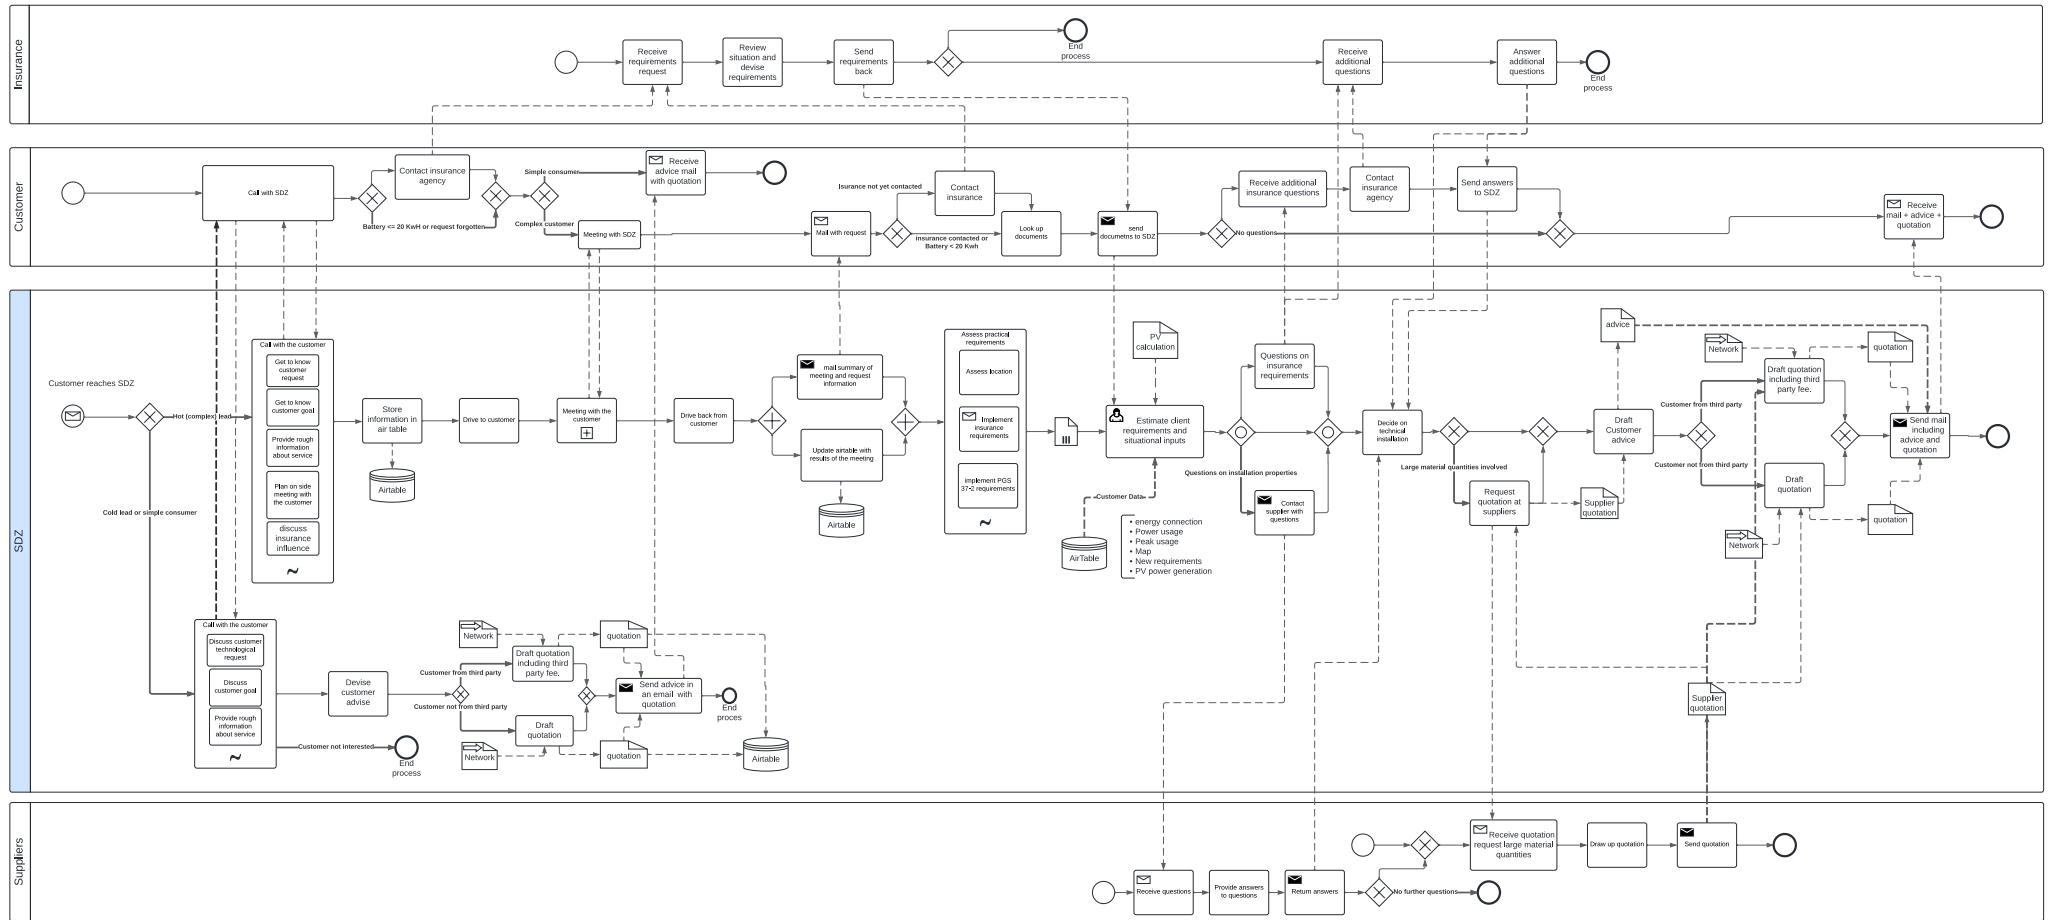 Insurance
Receive
requirements
request
Review
situation and
devise
requirements
Send
requirements
back
End
process
Receive
additional
questions
Answer
additional
questions
End
process
Customer
Call with SDZ
Contact insurance
agency
Battery <= 20 KwH or request forgotten
Simple consumer
Complex customer
Receive
advice mail
with quotation
Meeting with SDZ
Mail with request
Isurance not yet contacted
insurance contacted or
Battery < 20 Kwh
Contact
insurance
Look up
documents
send
documetns to SDZ
No questions
Receive additional
insurance questions
Contact
insurance
agency
Send answers
to SDZ
Receive
mail + advice +
quotation
SDZ
Customer reaches SDZ
Hot (complex) lead
Cold lead or simple consumer
Call with the customer
Get to know
customer
request
Get to know
customer goal
Provide rough
information
about service
Plan on side
meeting with
the customer
discuss
insurance
influence
~
Store
information in
air table
Airtable
Drive to customer
Meeting with the
customer
Drive back from
customer
mail summary of
meeting and request
information
Update airtable with
results of the meeting
Airtable
Assess practical
requirements
Assess location
Implement
insurance
requirements
implement PGS
37-2 requirements
~
PV
calculation
Estimate client
requirements and
situational inputs
Customer Data
AirTable
• energy connection
• Power usage
• Peak usage
• Map
• New requirements
• PV power generation
Questions on
insurance
requirements
Questions on installation properties
Contact
supplier with
questions
Decide on
technical
installation
Large material quantities involved
Request
quotation at
suppliers
Supplier
quotation
Draft
Customer
advice
advice
Customer from third party
Customer not from third party
Network
Draft quotation
including third
party fee.
quotation
Draft
quotation
Network
quotation
Send mail
including
advice and
quotation
Supplier
quotation
Call with the customer
Discuss customer
technological
request
Discuss
customer goal
Provide rough
information
about service
~
Customer not interested
End
process
Devise
customer
advise
Customer from third party
Customer not from third party
Network
Draft quotation
including third
party fee.
quotation
Draft
quotation
Network
quotation
Send advice in
an email with
quotation
End
proces
Airtable
Suppliers
Receive questions
Provide answers
to questions
Return answers
No further questions
Receive quotation
request large material
quantities
Draw up quotation
Send quotation